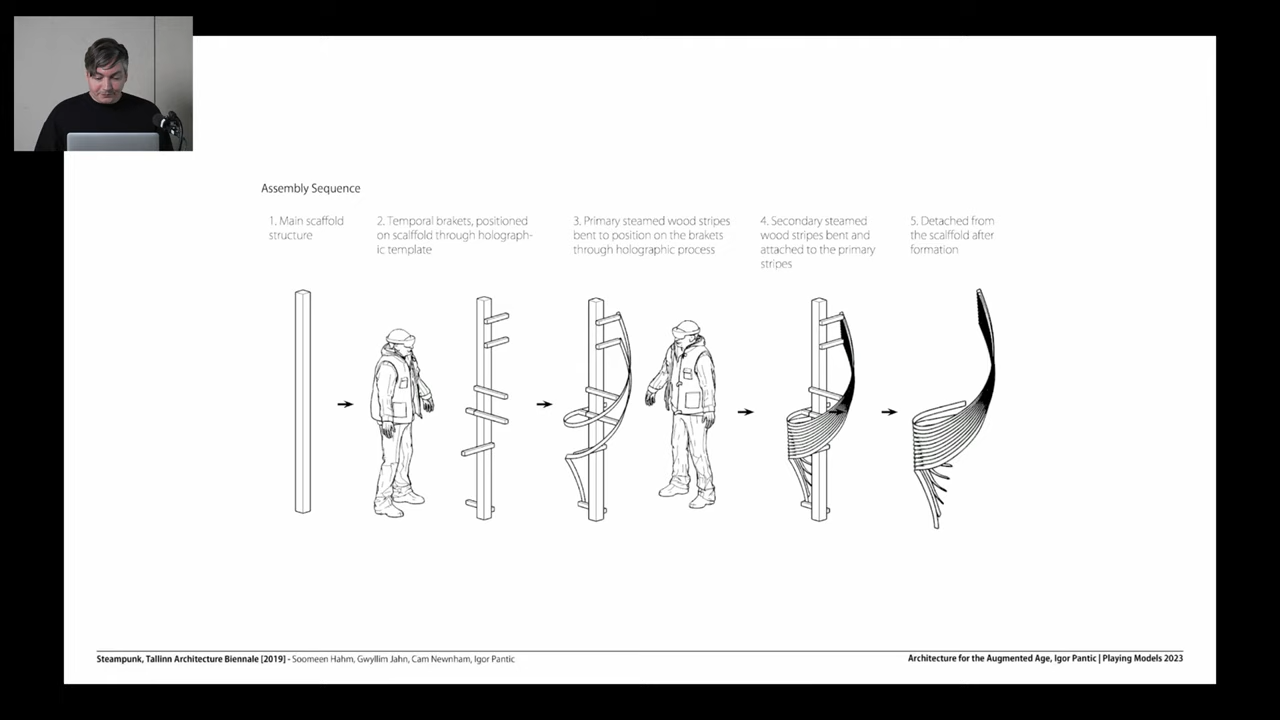 Assembly Sequence
1. Main scaffold
structure
2. Temporal brakets, positioned
on scallfold through holograph-
ic template
3. Primary steamed wood stripes
bent to position on the brakets
through holographic process
4. Secondary steamed
wood stripes bent and
attached to the primary
stripes
5. Detached from
the scalffold after
formation
Steampunk, Tallinn Architecture Biennale [2019] - Soomeen Hahm, Gwyllim Jahn, Cam Newnham, Igor Pantic
Architecture for the Augmented Age, Igor Pantic | Playing Models 2023